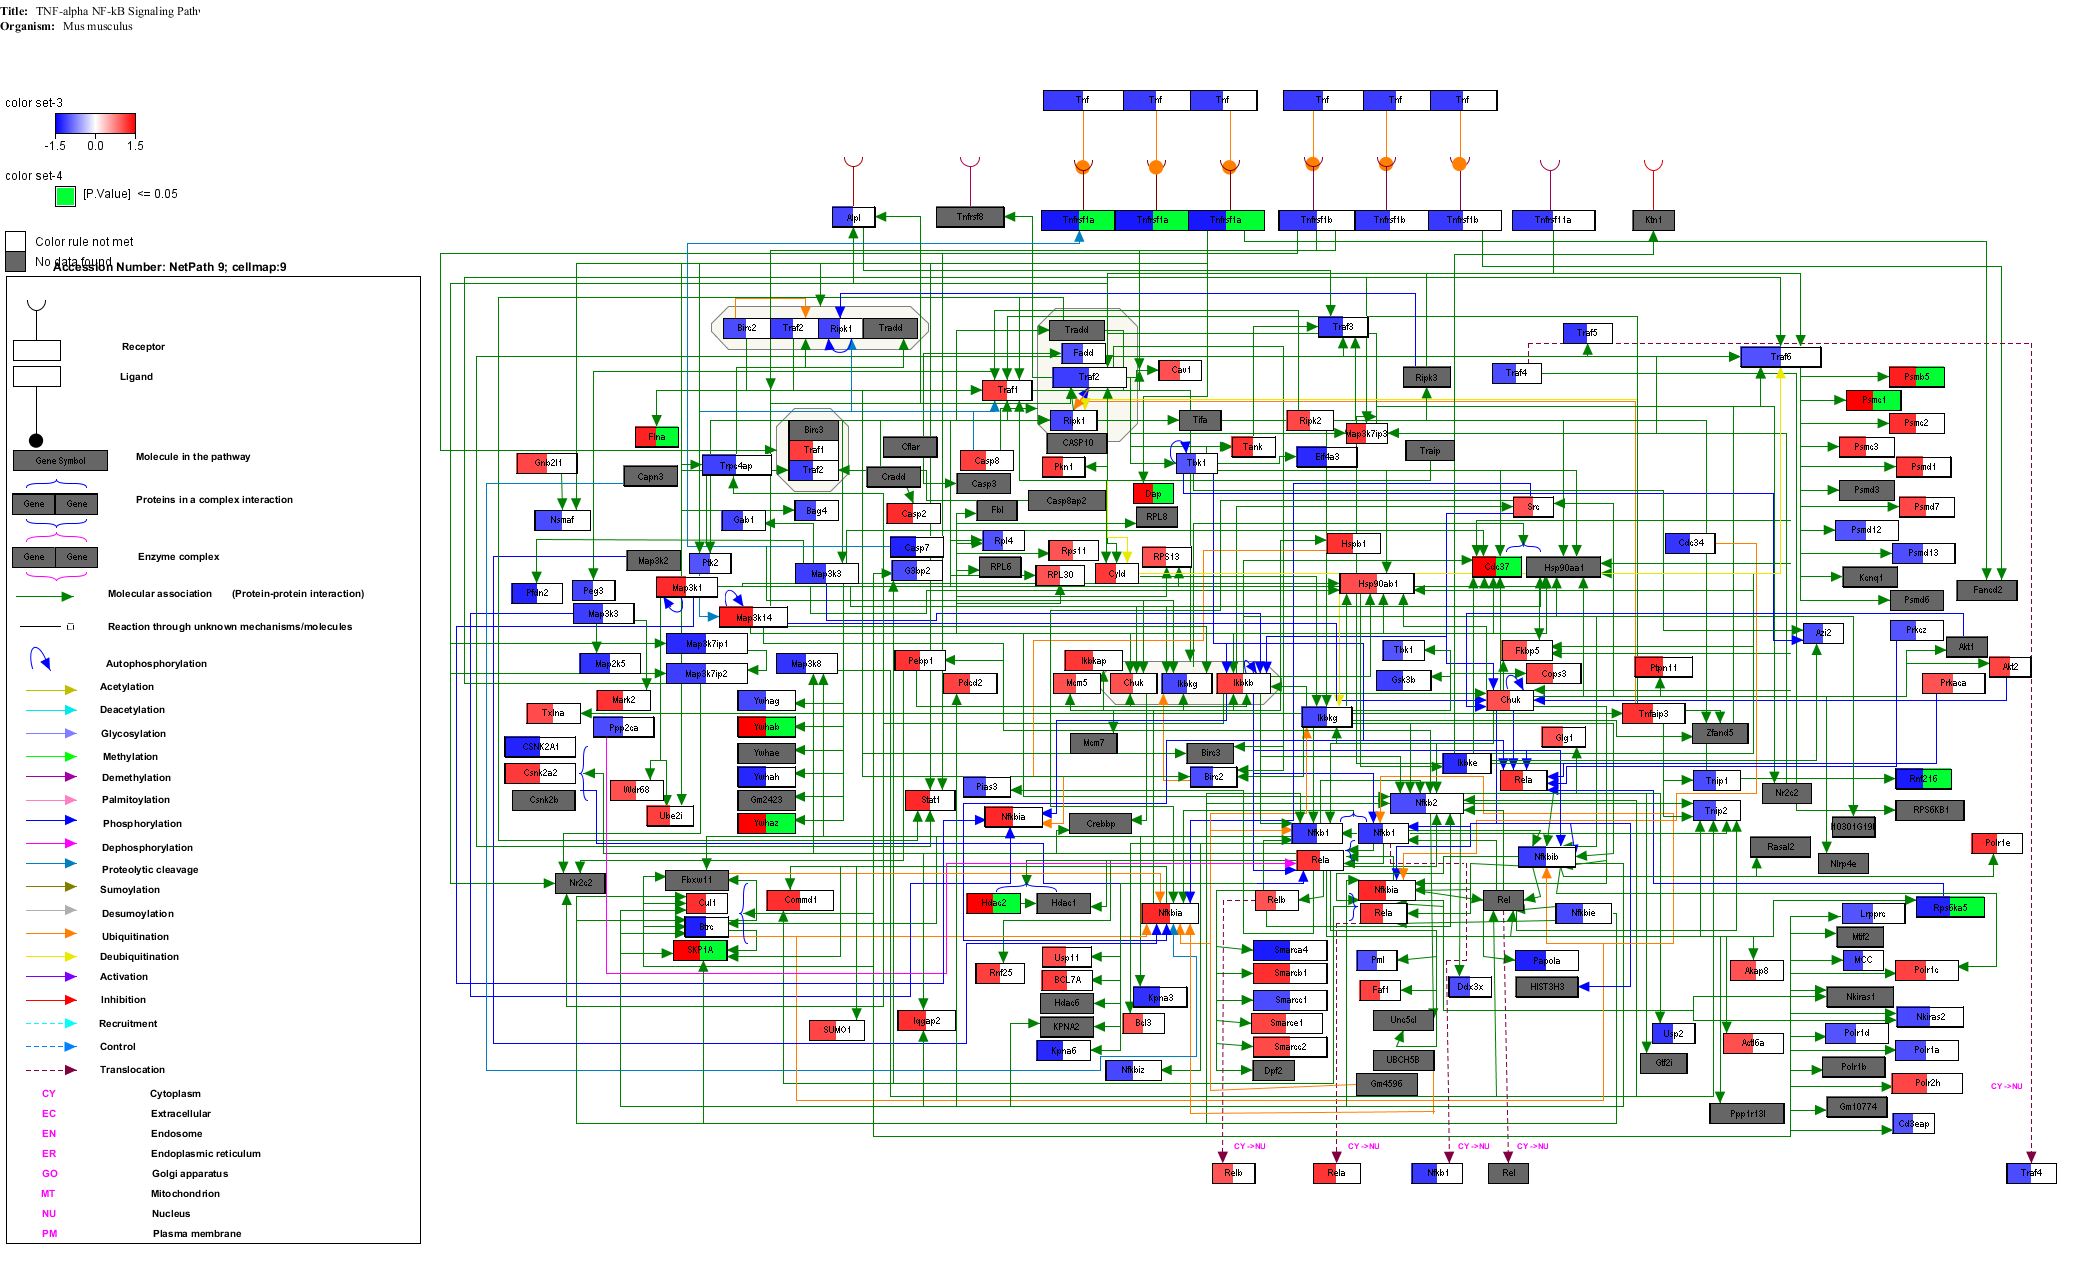 Title: TNF-alpha NF-kB Signaling Path
Organism: Mus musculus
color set-3
-1.5 0.0 1.5
color set-4
[P.Value] <= 0.05
Color rule not met
No data found
Accession Number: NetPath 9; cellmap:9
Receptor
Ligand
Gene Symbol Molecule in the pathway
Gene Gene Proteins in a complex interaction
Gene Gene Enzyme complex
Molecular association (Protein-protein interaction)
Reaction through unknown mechanisms/molecules
Autophosphorylation
Acetylation
Deacetylation
Glycosylation
Methylation
Demethylation
Palmitoylation
Phosphorylation
Dephosphorylation
Proteolytic cleavage
Sumoylation
Desumoylation
Ubiquitination
Deubiquitination
Activation
Inhibition
Recruitment
Control
Translocation
CY Cytoplasm
EC Extracellular
EN Endosome
ER Endoplasmic reticulum
GO Golgi apparatus
MT Mitochondrion
NU Nucleus
PM Plasma membrane
Tnf Tnf Tnf Tnf Tnf Tnf
Alpl Tnfrsf8 Tnfrsf1a Tnfrsf1a Tnfrsf1a Tnfrsf1b Tnfrsf1b Tnfrsf1b Tnfrsf11a Ktn1
Birc2 Traf2 Ripk1 Tradd Tradd Traf3 Traf5
Fadd Traf6
Traf2 Cav1 Ripk3 Traf4 Psmb5
Traf1 Psmc1
Ripk1 Tifa Ripk2 Psmc2
Flna Birc3 CASP10 Map3k7ip3
Traf1 Cflar Tank Traip Psmc3
Gnb2l1 Trpc4ap Traf2 Casp8 Pkn1 Tbk1 Eif4a3 Psmd1
Capn3 Cradd Casp3 Dap Psmd3
Bag4 Casp2 Fbl Casp8ap2 RPL8 Src Psmd7
Nsmaf Gab1 Psmd12
Casp7 Rpl4 Rps11 RPS13 Hspb1 Cdc34 Psmd13
Map3k2 Ptk2 Map3k3 G3bp2 RPL6 RPL30 Cyld Cdc37 Hsp90aa1 Kcnq1
Peg3 Map3k1 Hsp90ab1 Fancd2
Map3k3 Map3k14 Psmd6
Map3k7ip1 Azi2 Prkcz
Map2k5 Map3k8 Pebp1 Ikbkap Tbk1 Fkbp5 Akt1
Map3k7ip2 Pdcd2 Mcm5 Chuk Ikbkg Ikbkb Gsk3b Cops3 Ptpn11 Akt2
Mark2 Ywhag Chuk Prkaca
Txlna Ppp2ca Ywhab Ikbkg Tnfaip3
CSNK2A1 Ywhae Mcm7 Birc3 Glg1 Zfand5
Csnk2a2 Ywhah Pias3 Birc2 Ikbke Rela Tnip1 Rnf216
Csnk2b Wdr68 Gm2423 Stat1 Nfkb2 Nr2c2
Ube2i Ywhaz Nfkbia Crebbp Nfkb1 Nfkb1 Tnip2 RPS6KB1
Rela Nfkbib Rasal2 Nlrp4e Polr1e
Nr2c2 Fbxw11 Nfkbia
Cul1 Commd1 Hdac2 Hdac1 Nfkbia Relb Rela Rel Nfkbie Lrpprc Rps6ka5
Btrc Mtif2
SKP1A Usp11 Smarca4 Pml Papola MCC
Rnf25 BCL7A Smarcb1 Faf1 Ddx3x HIST3H3 Akap8 Polr1c
Hdac6 Kpna3 Smarcc1 Nkiras1
SUMO1 Iqgap2 KPNA2 Bcl3 Smarce1 Unc5cl Usp2 Actl6a Polr1d Nkiras2
Kpna6 Smarcc2 UBCH5B Gtf2i Polr1a
Nfkbiz Dpf2 Gm4596 Polr1b
Polr2h CY->NU
Ppp1r13l Gm10774
Cd3eap
CY->NU CY->NU CY->NU CY->NU
Relb Rela Nfkb1 Rel Traf4